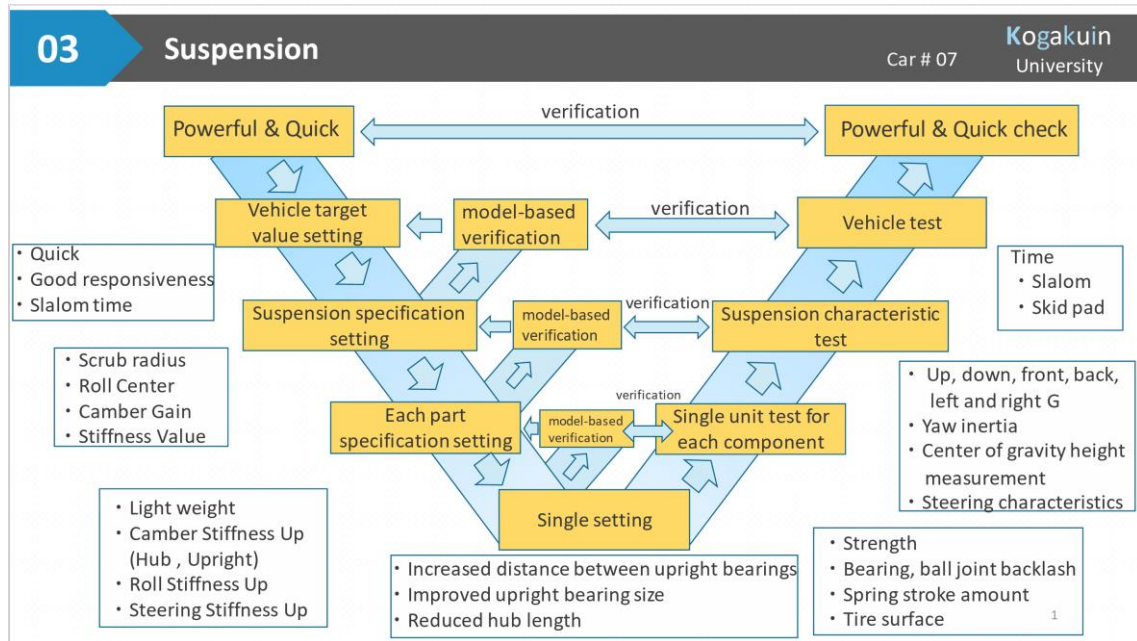 03
Suspension
Car # 07
Kogakuin
University
Powerful & Quick
verification
Powerful & Quick check
Vehicle target
value setting
model-based
verification
verification
Vehicle test
・Quick
・Good responsiveness
・Slalom time
Time
・Slalom
・Skid pad
Suspension specification
setting
model-based
verification
verification
Suspension characteristic
test
・Scrub radius
・Roll Center
・Camber Gain
・Stiffness Value
・Up, down, front, back,
left and right G
・Yaw inertia
・Center of gravity height
measurement
・Steering characteristics
Each part
specification setting
model-based
verification
verification
Single unit test for
each component
・Light weight
・Camber Stiffness Up
(Hub , Upright)
・Roll Stiffness Up
・Steering Stiffness Up
Single setting
・Increased distance between upright bearings
・Improved upright bearing size
・Reduced hub length
・Strength
・Bearing, ball joint backlash
・Spring stroke amount
・Tire surface
1